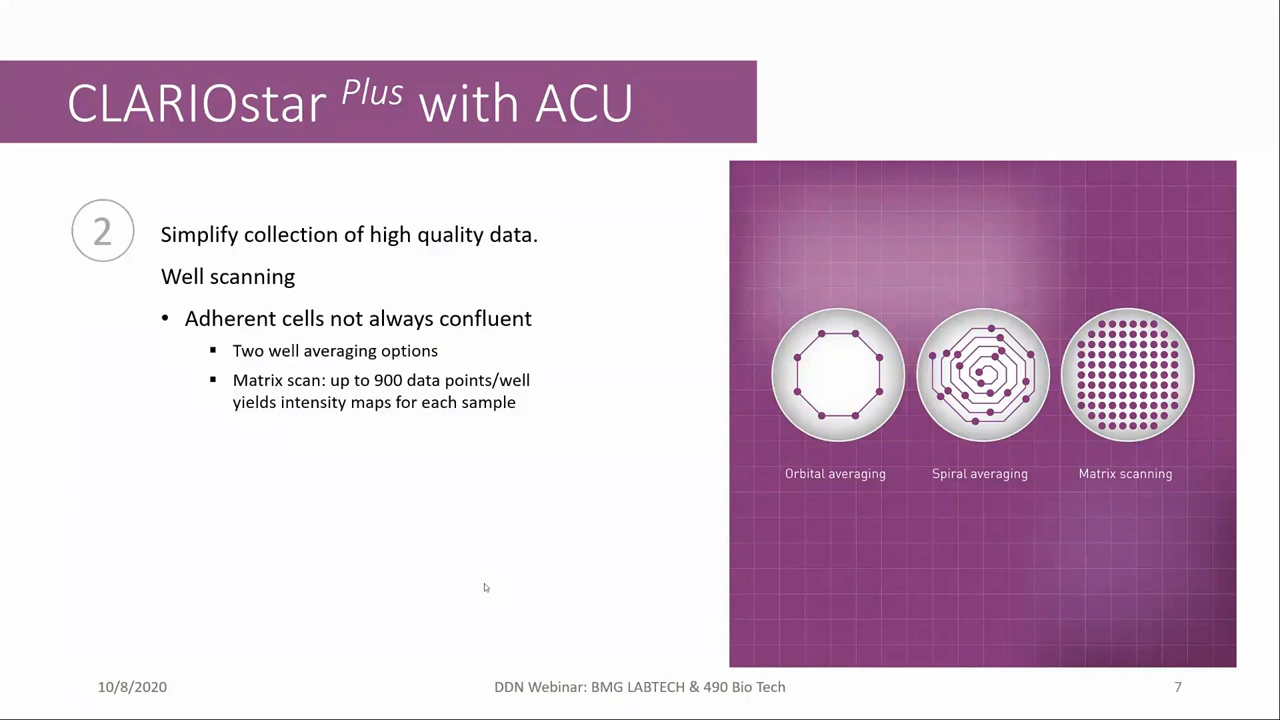 CLARIOstar Plus with ACU
2
Simplify collection of high quality data.
Well scanning
• Adherent cells not always confluent
▪ Two well averaging options
▪ Matrix scan: up to 900 data points/well
yields intensity maps for each sample
Orbital averaging
Spiral averaging
Matrix scanning
10/8/2020
DDN Webinar: BMG LABTECH & 490 Bio Tech
7